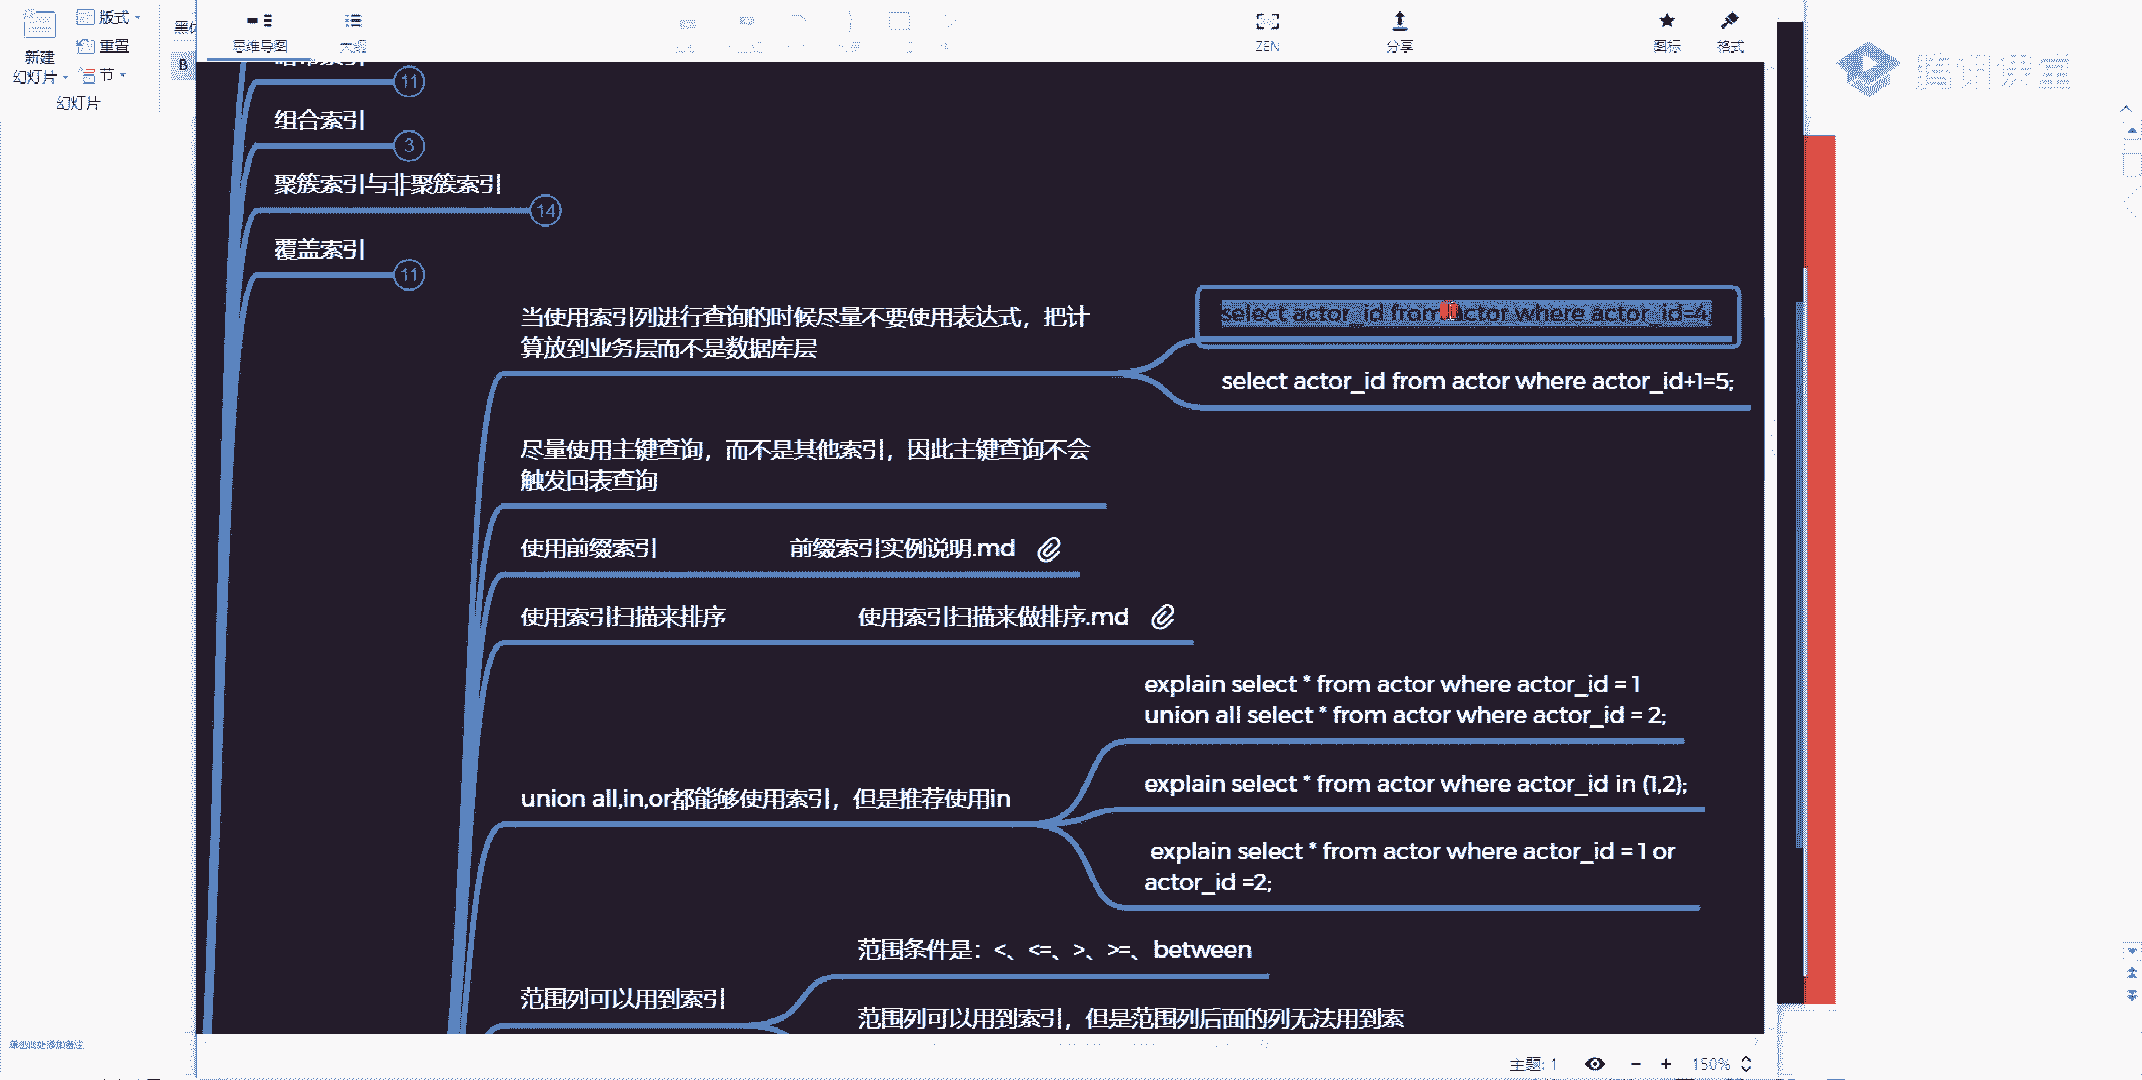 版式
重置
新建
幻灯片
节
幻灯片
B
思维导图
大纲
ZEN
分享
图标
格式
腾讯课堂
11
组合索引
3
聚簇索引与非聚簇索引
14
覆盖索引
11
当使用索引列进行查询的时候尽量不要使用表达式，把计
算放到业务层而不是数据库层
select actor_id from actor where actor_id=4
select actor_id from actor where actor_id+1=5;
尽量使用主键查询，而不是其他索引，因此主键查询不会
触发回表查询
使用前缀索引 前缀索引实例说明.md
使用索引扫描来排序 使用索引扫描来做排序.md
explain select * from actor where actor_id = 1
union all select * from actor where actor_id = 2;
union all,in,or都能够使用索引，但是推荐使用in
explain select * from actor where actor_id in (1,2);
explain select * from actor where actor_id = 1 or
actor_id =2;
范围条件是：<、<=、>、>=、between
范围列可以用到索引
范围列可以用到索引，但是范围列后面的列无法用到索
主题: 1
150%